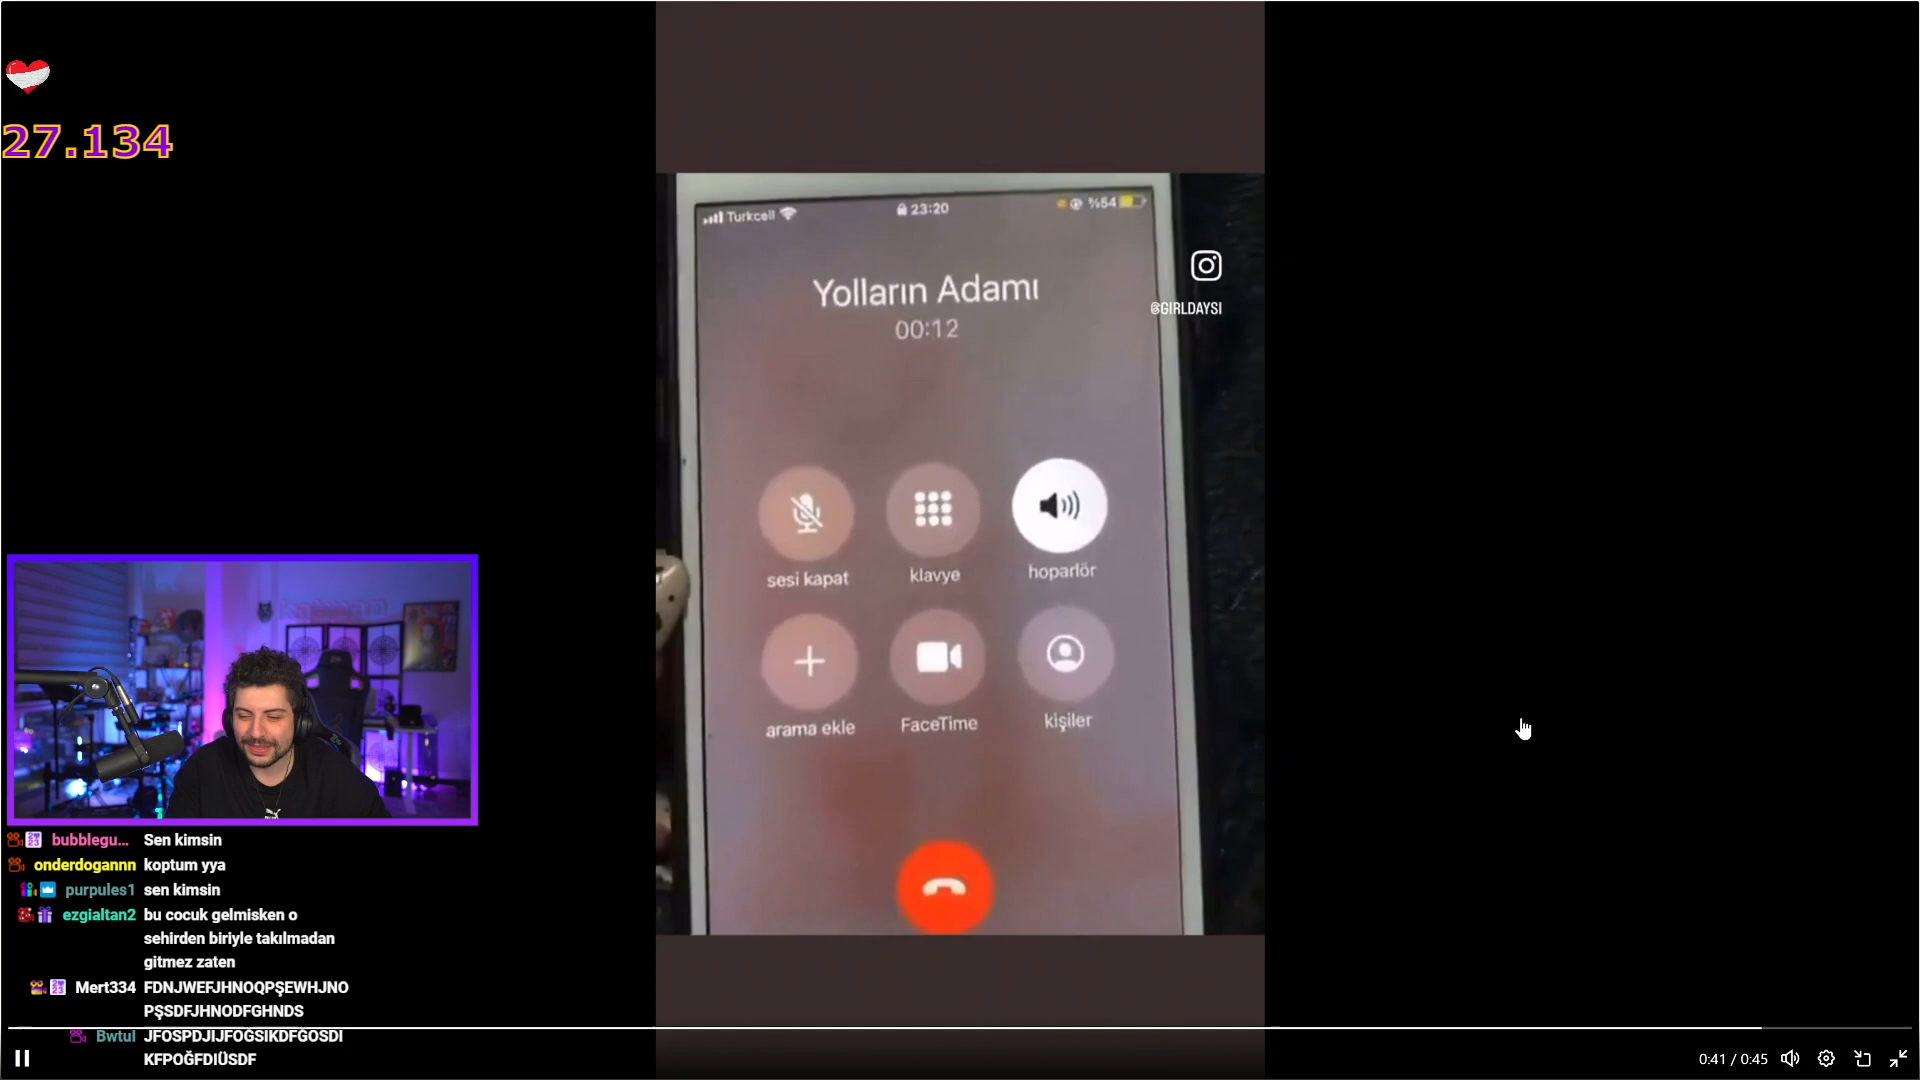 27.134
Turkcell
23:20
%54
Yolların Adamı
00:12
@GIRLDAYSI
sesi kapat
klavye
hoparlör
arama ekle
FaceTime
kişiler
bubblegu... Sen kimsin
onderdogannn koptum yya
purpules1 sen kimsin
ezgialtan2 bu cocuk gelmisken o
sehirden biriyle takılmadan
gitmez zaten
Mert334 FDNJWEFJHNOQPŞEWHJNO
PŞSDFJHNODFGHNDS
Bwtul JFOSPDJIJFOGSIKDFGOSDI
KFPOĞFDIÜSDF
0:41 / 0:45